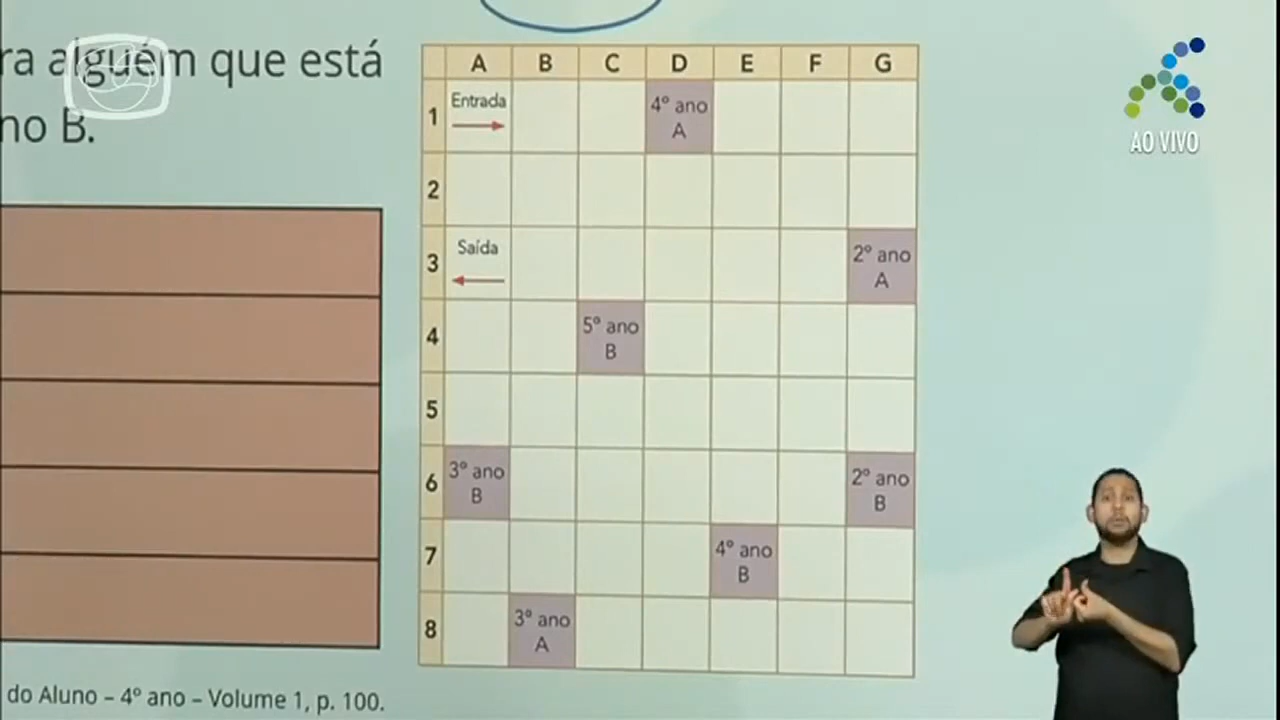 ra alguém que está
no B.
A B C D E F G
1 Entrada 4º ano A
2
3 Saída 2º ano A
4 5º ano B
5
6 3º ano B 2º ano B
7 4º ano B
8 3º ano A
do Aluno – 4º ano – Volume 1, p. 100.
AO VIVO